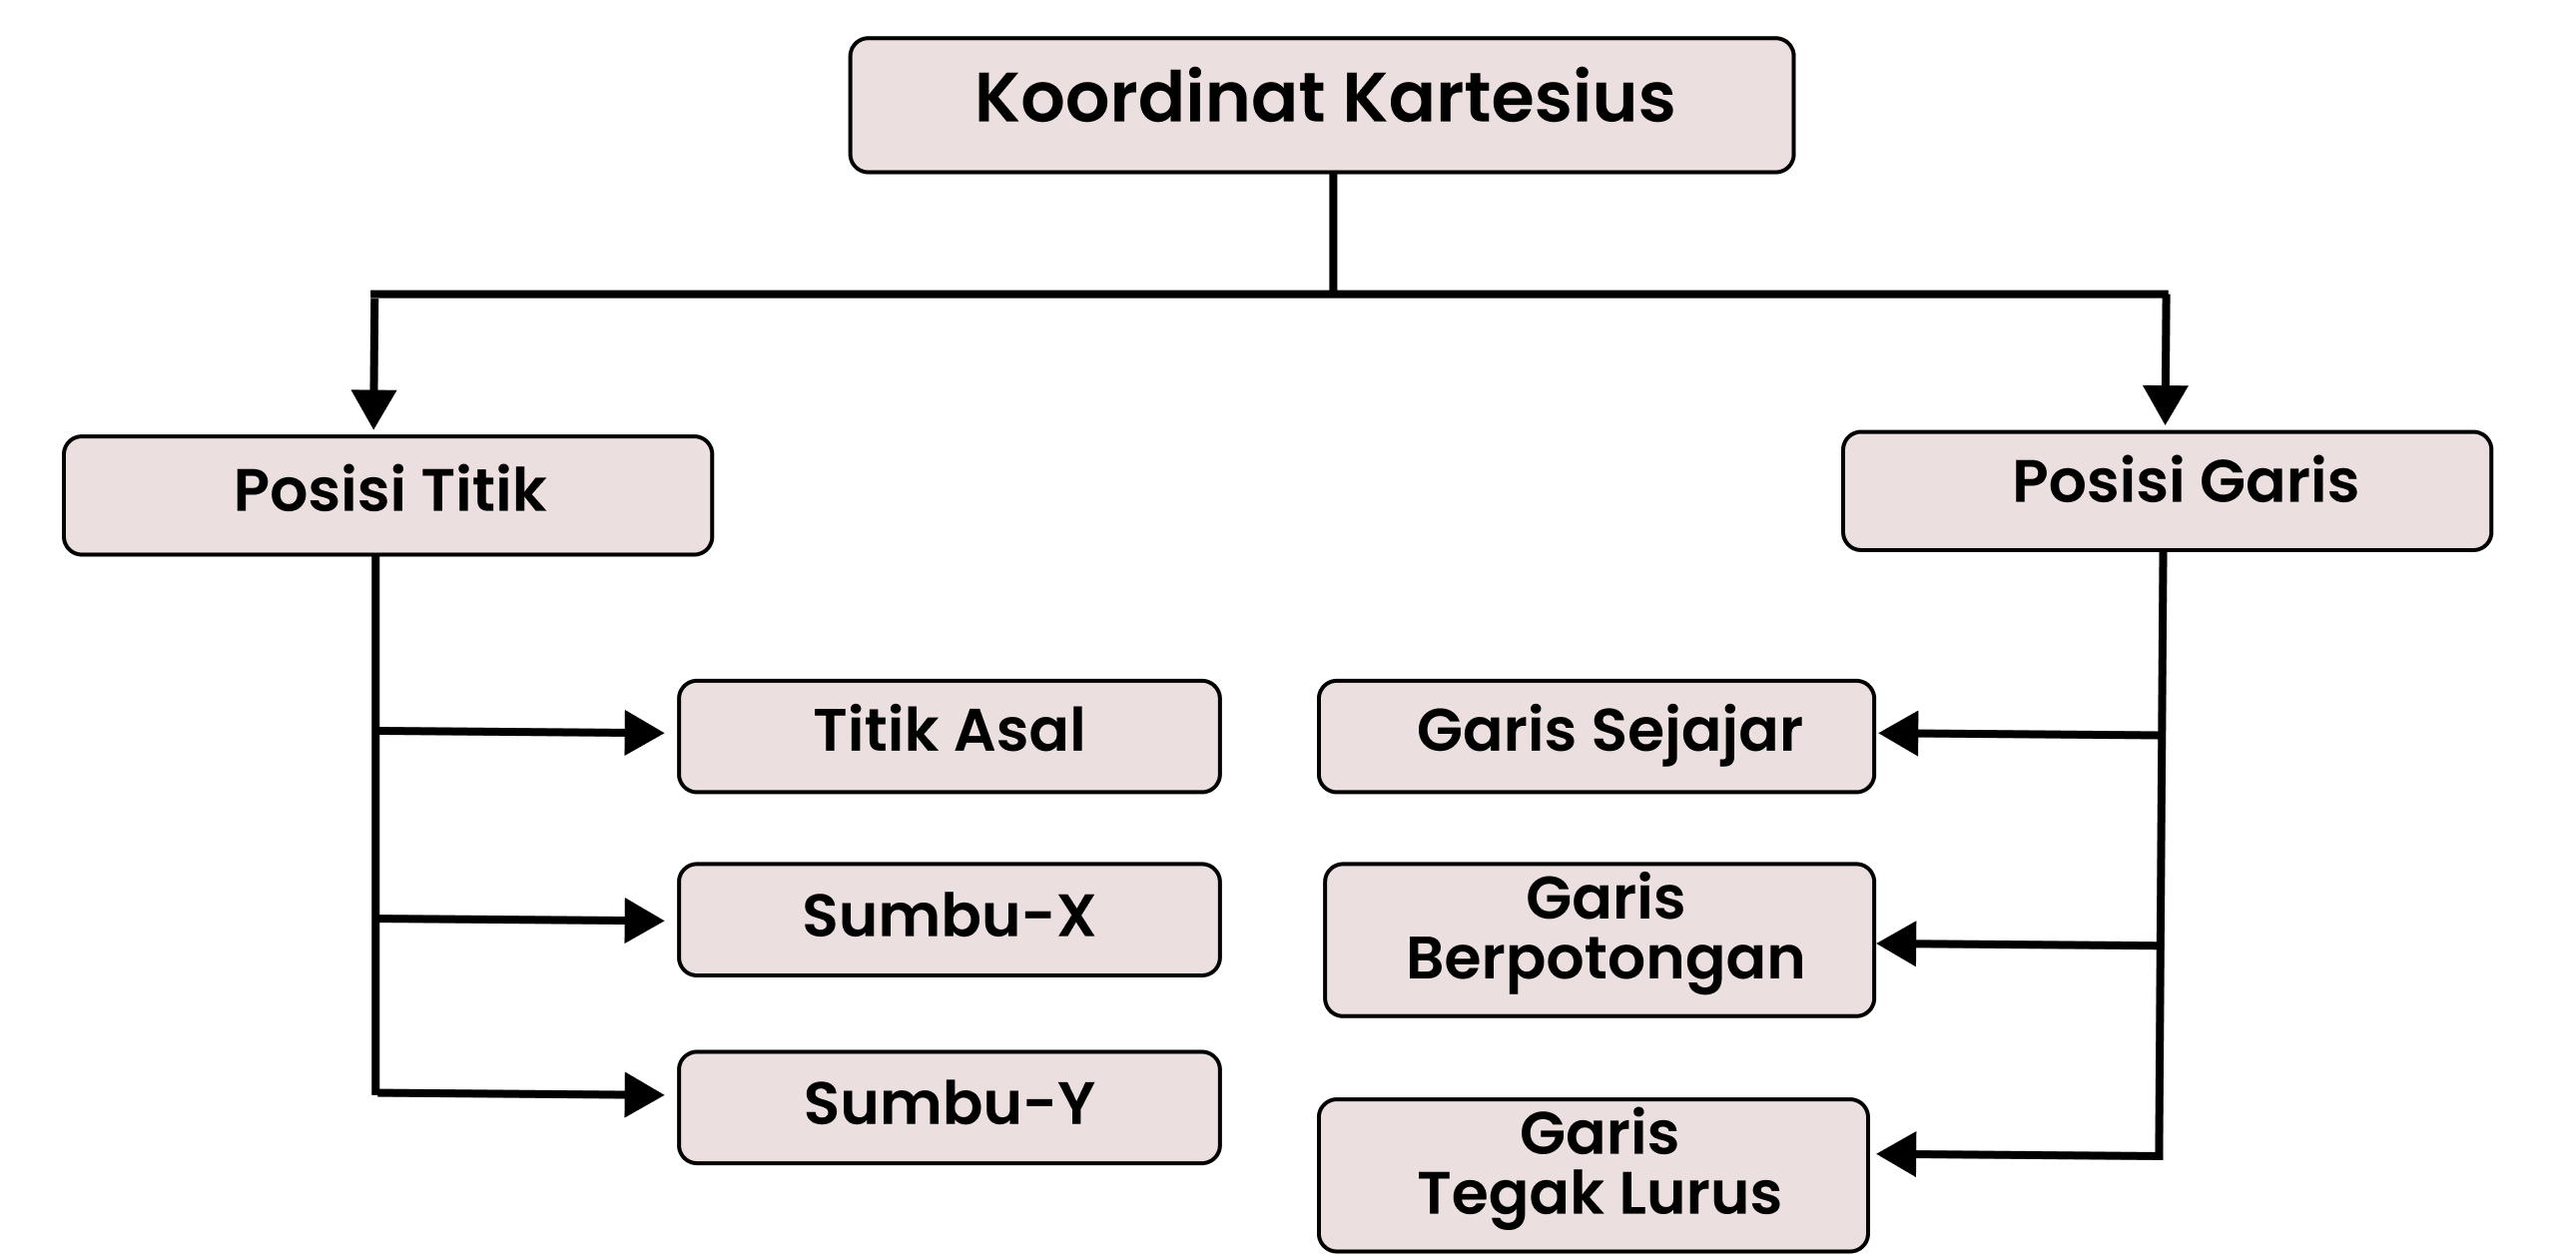 Koordinat Kartesius
Posisi Titik
Posisi Garis
Titik Asal
Sumbu-X
Sumbu-Y
Garis Sejajar
Garis
Berpotongan
Garis
Tegak Lurus